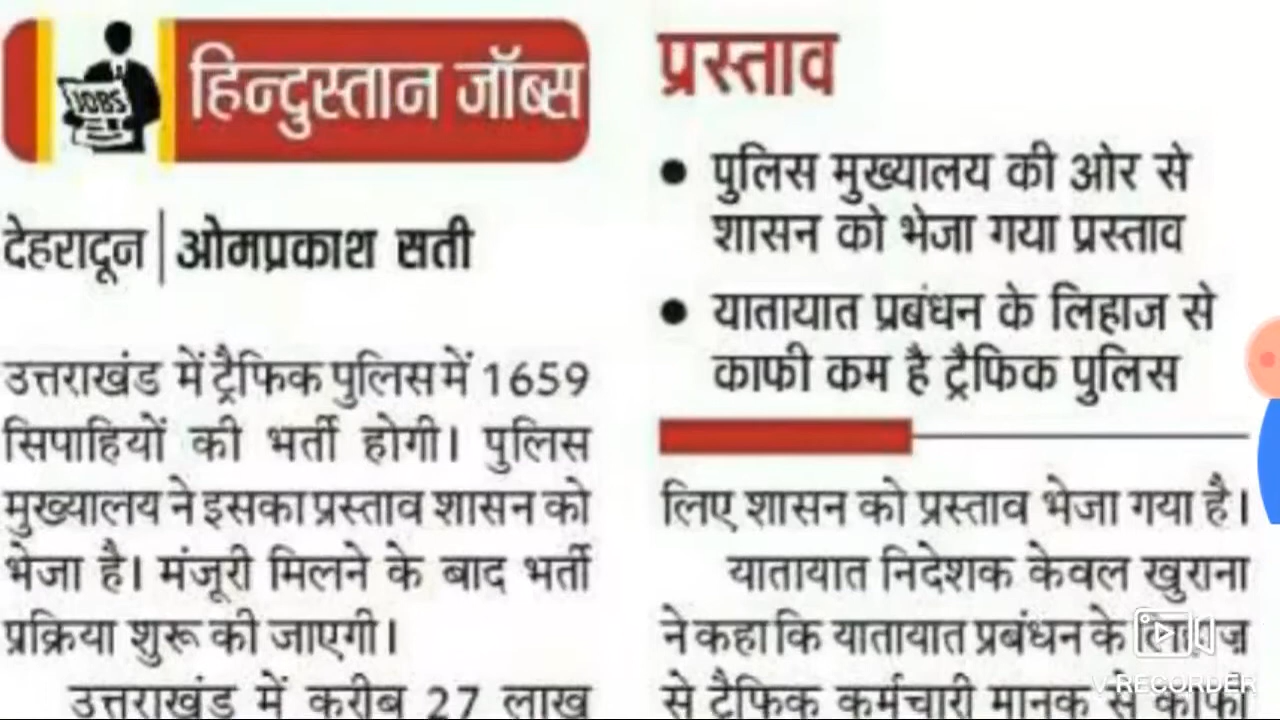 JOBS
हिन्दुस्तान जॉब्स
देहरादून | ओमप्रकाश सती
उत्तराखंड में ट्रैफिक पुलिस में 1659
सिपाहियों की भर्ती होगी। पुलिस
मुख्यालय ने इसका प्रस्ताव शासन को
भेजा है। मंजूरी मिलने के बाद भर्ती
प्रक्रिया शुरू की जाएगी।
उत्तराखंड में करीब 27 लाख
प्रस्ताव
● पुलिस मुख्यालय की ओर से
शासन को भेजा गया प्रस्ताव
● यातायात प्रबंधन के लिहाज से
काफी कम है ट्रैफिक पुलिस
लिए शासन को प्रस्ताव भेजा गया है।
यातायात निदेशक केवल खुराना
ने कहा कि यातायात प्रबंधन के लिहाज
से ट्रैफिक कर्मचारी मानक से काफी
V RECORDER